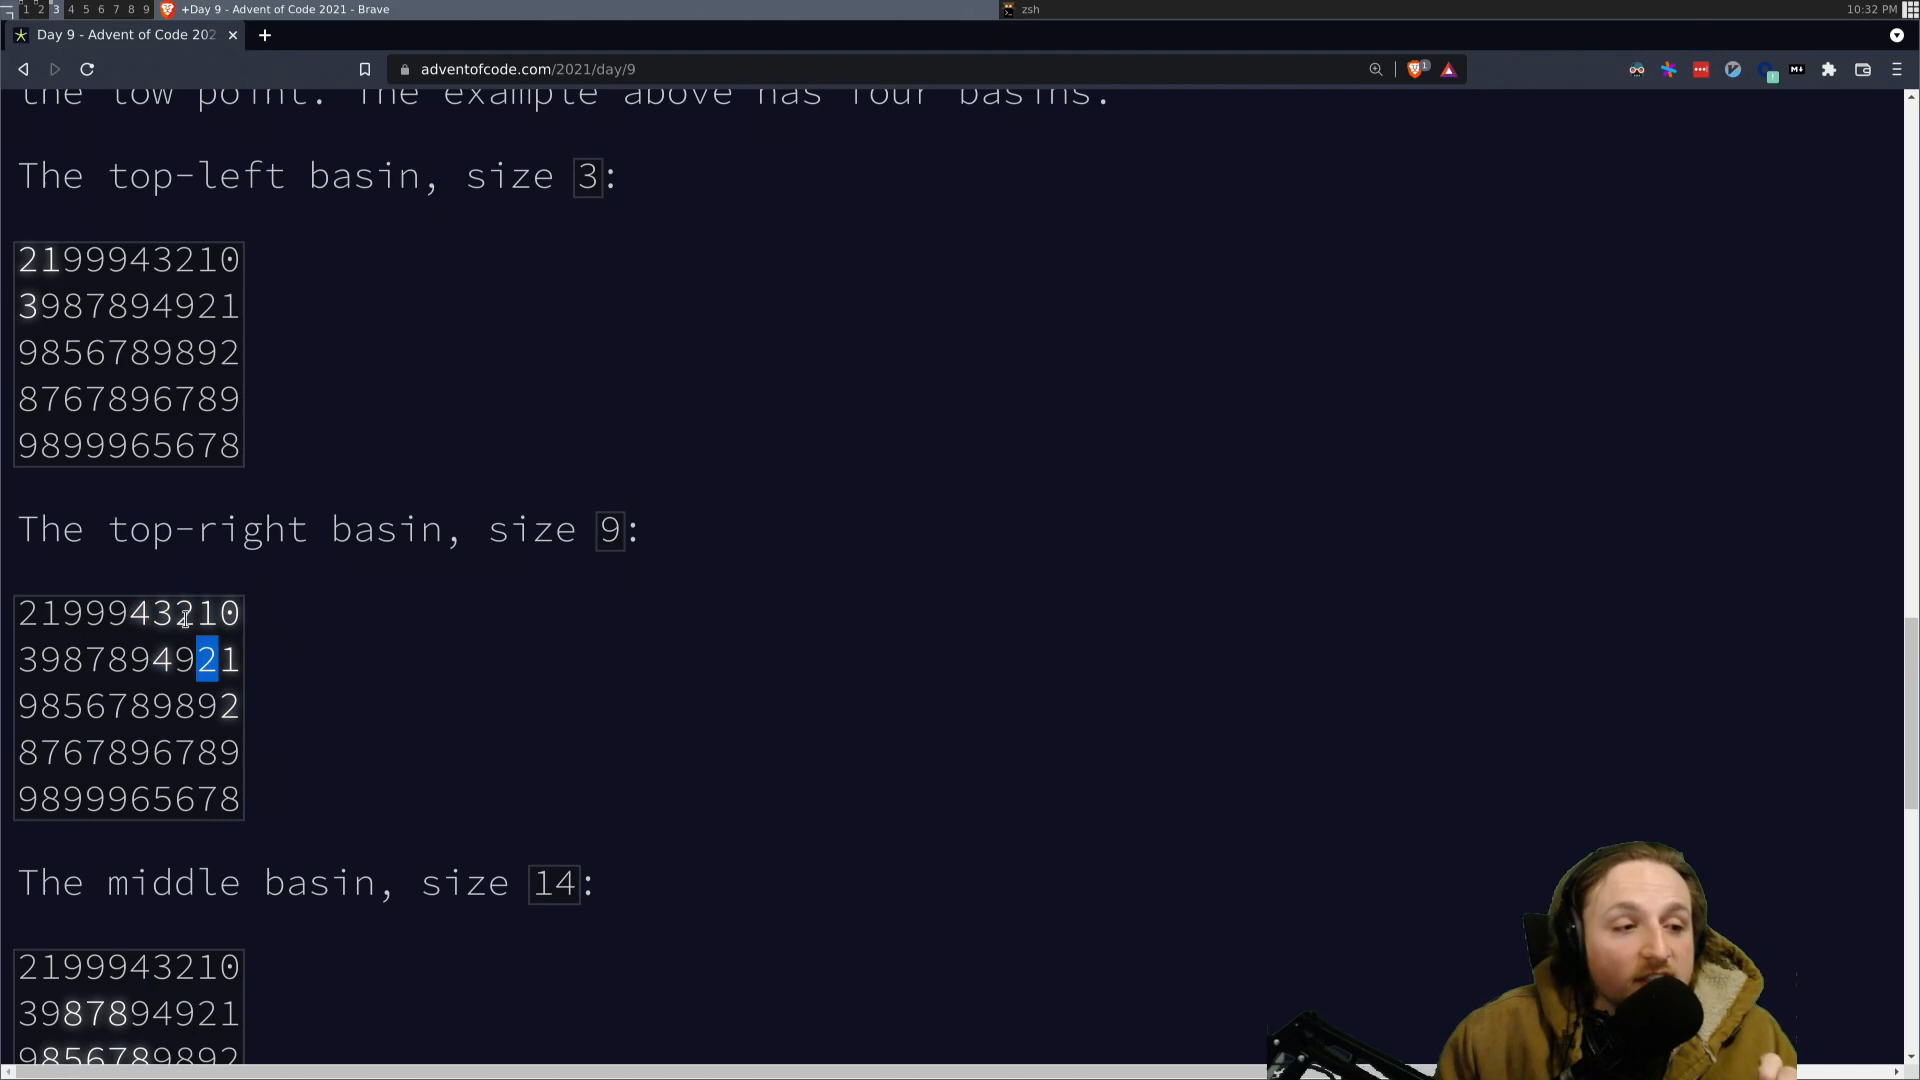 1 2 3 4 5 6 7 8 9
+Day 9 - Advent of Code 2021 - Brave
zsh
10:32 PM
Day 9 - Advent of Code 202
adventofcode.com/2021/day/9
1
the low point. The example above has four basins.
The top-left basin, size 3:
2199943210
3987894921
9856789892
8767896789
9899965678
The top-right basin, size 9:
2199943210
3987894921
9856789892
8767896789
9899965678
The middle basin, size 14:
2199943210
3987894921
9856789892